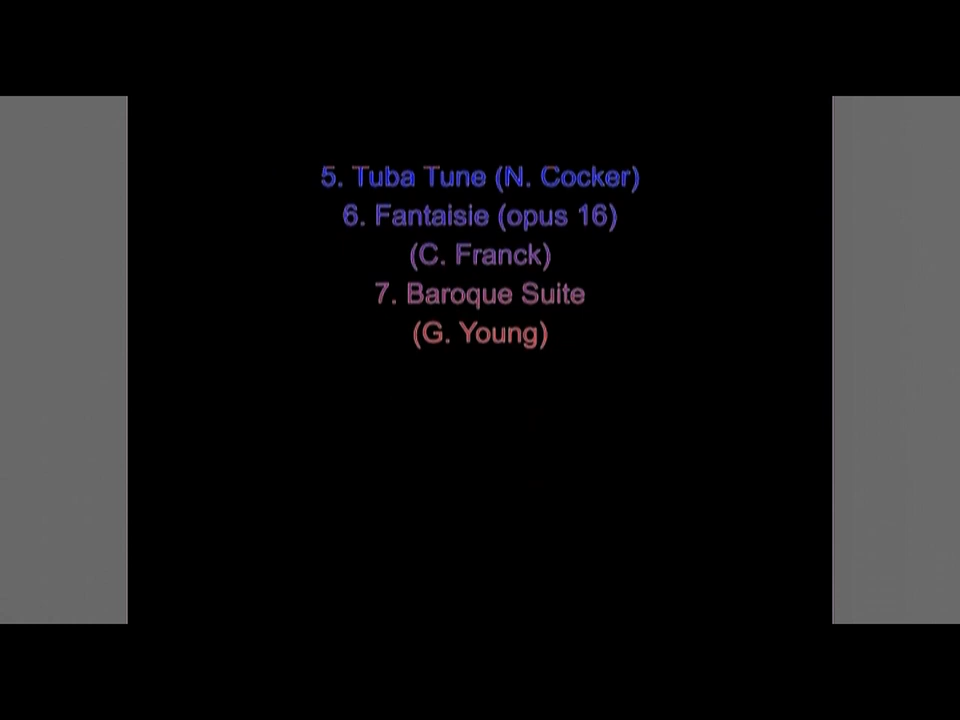 5. Tuba Tune (N. Cocker)
6. Fantaisie (opus 16)
(C. Franck)
7. Baroque Suite
(G. Young)